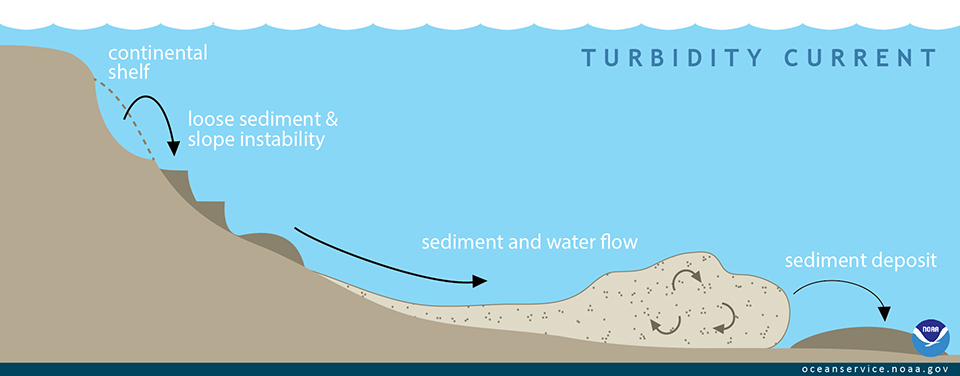 TURBIDITY CURRENT
continental
shelf
loose sediment &
slope instability
sediment and water flow
sediment deposit
NOAA
oceanservice.noaa.gov